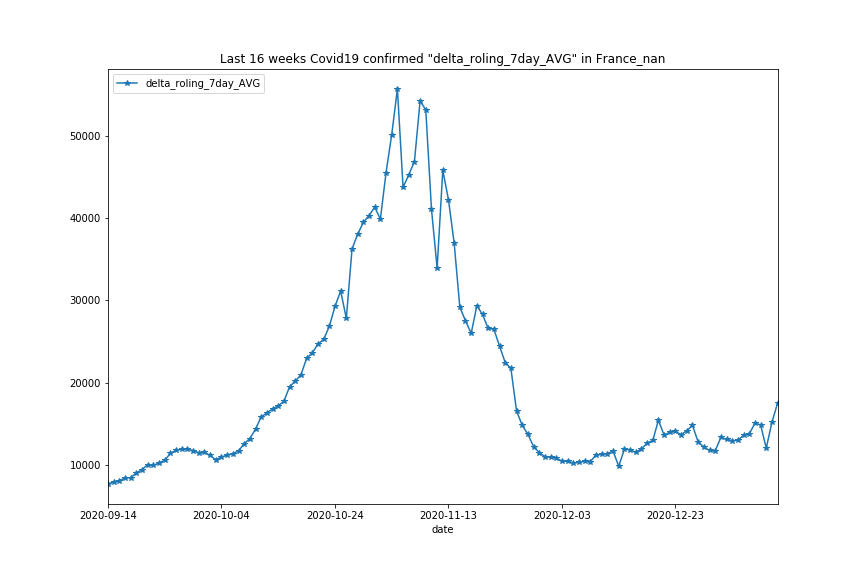 Last 16 weeks Covid19 confirmed "delta_roling_7day_AVG" in France_nan
delta_roling_7day_AVG
50000
40000
30000
20000
10000
2020-09-14 2020-10-04 2020-10-24 2020-11-13 2020-12-03 2020-12-23
date